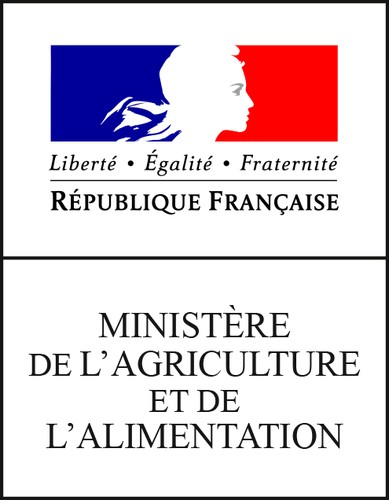 Liberté • Égalité • Fraternité
RÉPUBLIQUE FRANÇAISE
MINISTÈRE
DE L'AGRICULTURE
ET DE
L'ALIMENTATION